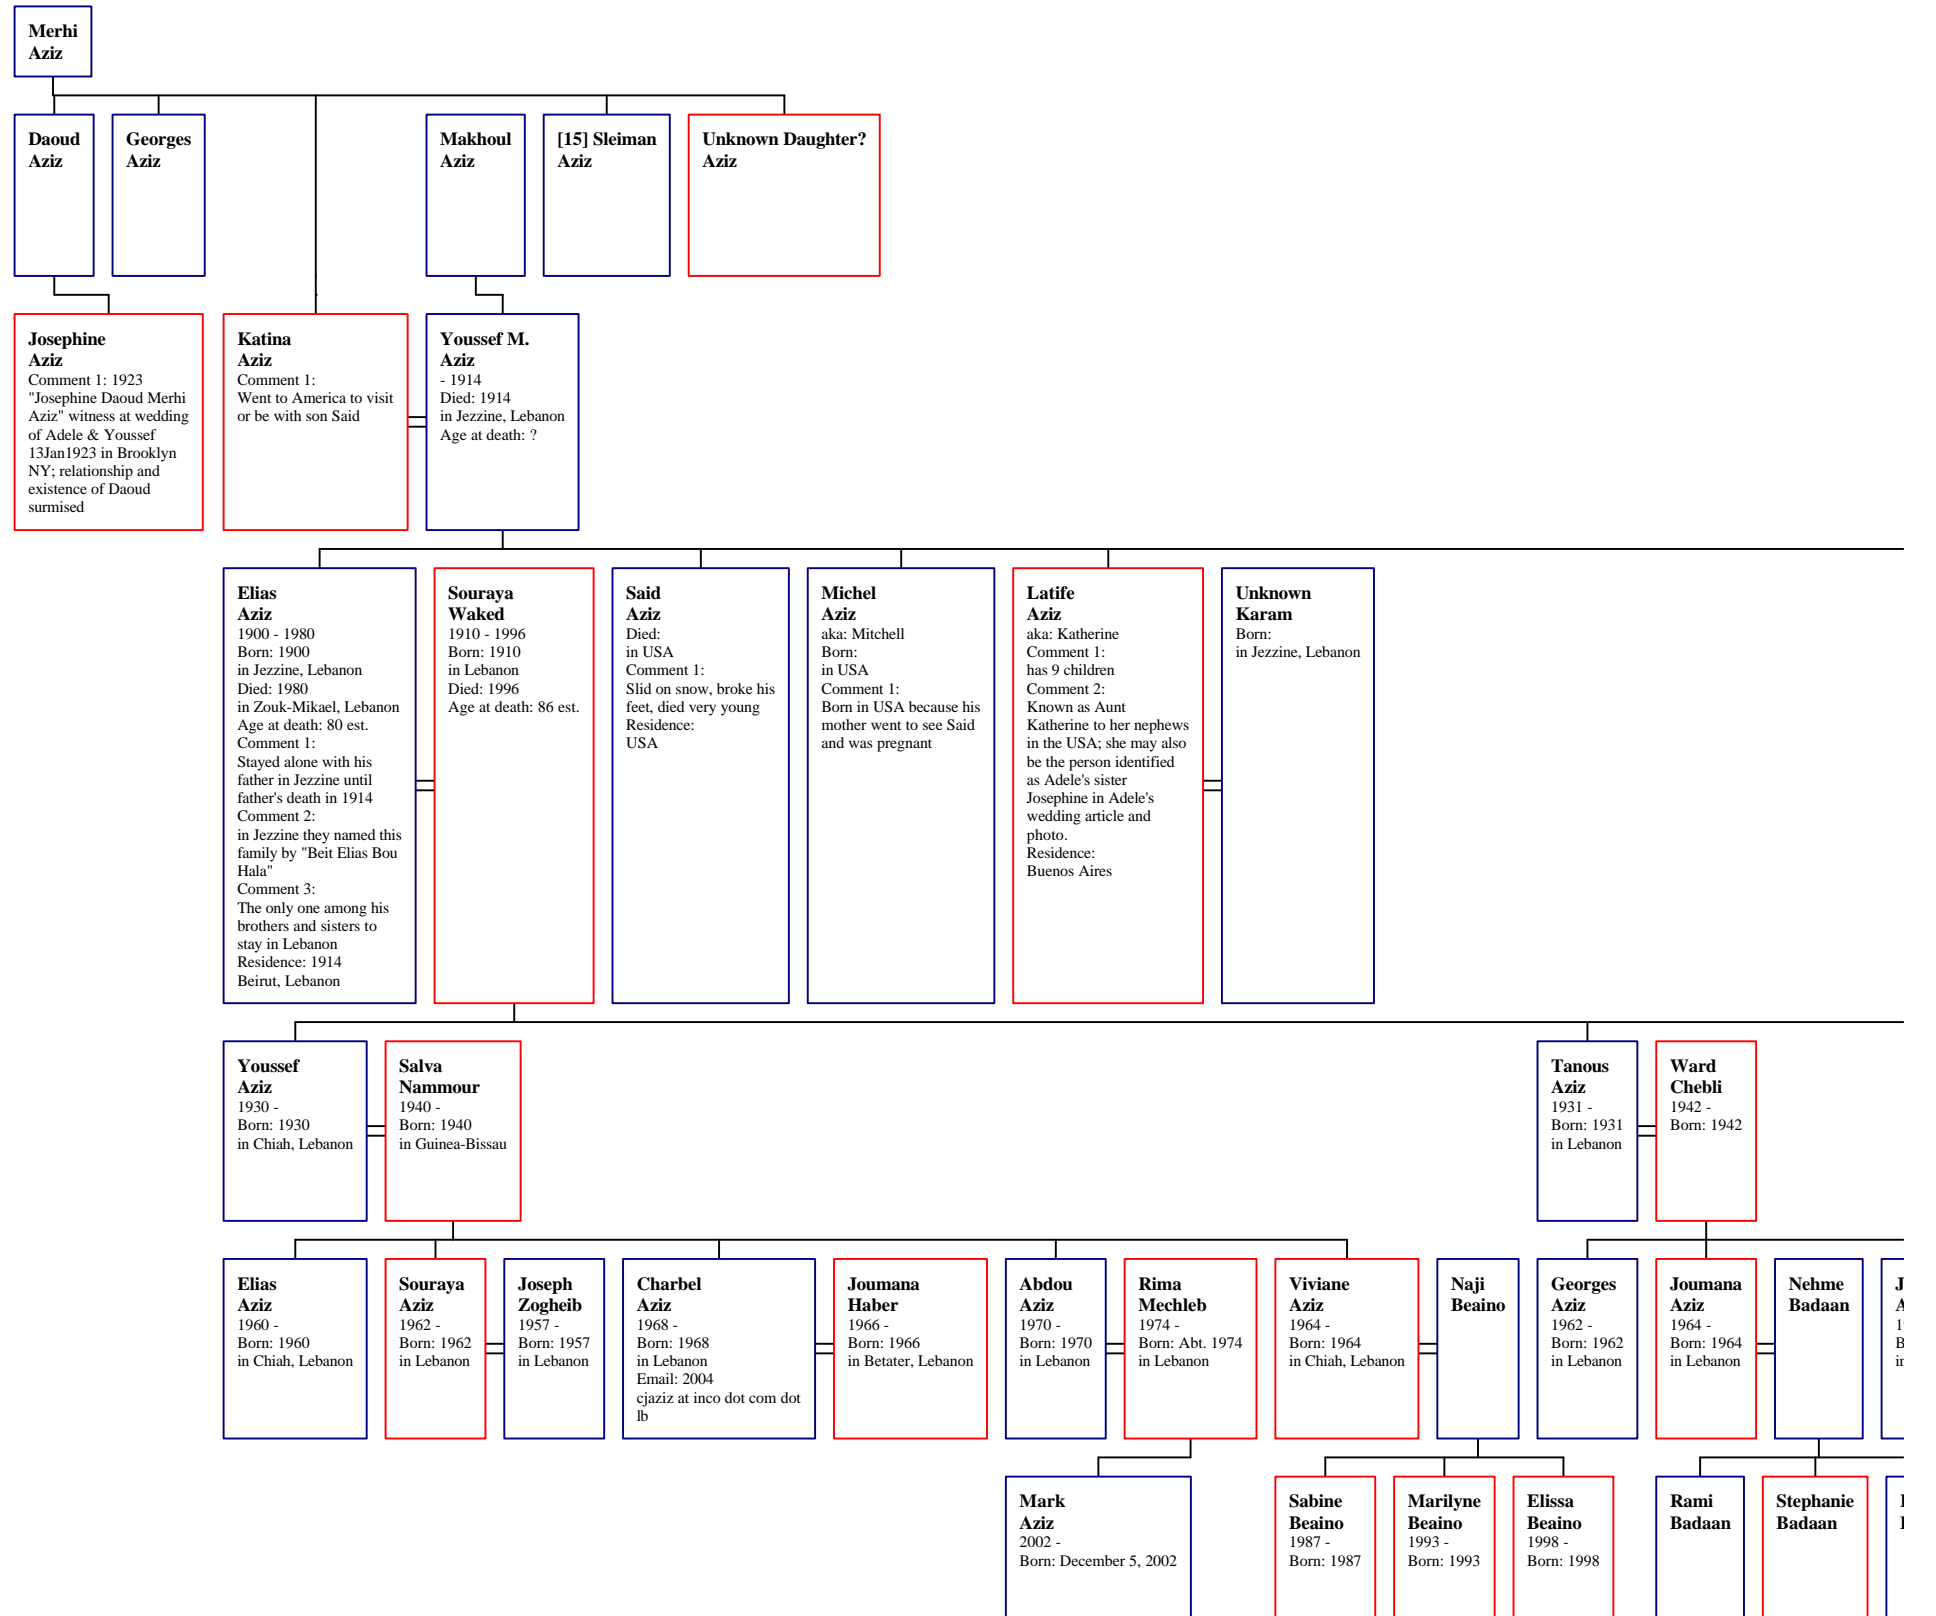 Merhi
Aziz
Daoud
Aziz
Georges
Aziz
Makhoul
Aziz
[15] Sleiman
Aziz
Unknown Daughter?
Aziz
Josephine
Aziz
Comment 1: 1923
"Josephine Daoud Merhi
Aziz" witness at wedding
of Adele & Youssef
13Jan1923 in Brooklyn
NY; relationship and
existence of Daoud
surmised
Katina
Aziz
Comment 1:
Went to America to visit
or be with son Said
Youssef M.
Aziz
- 1914
Died: 1914
in Jezzine, Lebanon
Age at death: ?
Elias
Aziz
1900 - 1980
Born: 1900
in Jezzine, Lebanon
Died: 1980
in Zouk-Mikael, Lebanon
Age at death: 80 est.
Comment 1:
Stayed alone with his
father in Jezzine until
father's death in 1914
Comment 2:
in Jezzine they named this
family by "Beit Elias Bou
Hala"
Comment 3:
The only one among his
brothers and sisters to
stay in Lebanon
Residence: 1914
Beirut, Lebanon
Souraya
Waked
1910 - 1996
Born: 1910
in Lebanon
Died: 1996
Age at death: 86 est.
Said
Aziz
Died:
in USA
Comment 1:
Slid on snow, broke his
feet, died very young
Residence:
USA
Michel
Aziz
aka: Mitchell
Born:
in USA
Comment 1:
Born in USA because his
mother went to see Said
and was pregnant
Latife
Aziz
aka: Katherine
Comment 1:
has 9 children
Comment 2:
Known as Aunt
Katherine to her nephews
in the USA; she may also
be the person identified
as Adele's sister
Josephine in Adele's
wedding article and
photo.
Residence:
Buenos Aires
Unknown
Karam
Born:
in Jezzine, Lebanon
Youssef
Aziz
1930 -
Born: 1930
in Chiah, Lebanon
Salva
Nammour
1940 -
Born: 1940
in Guinea-Bissau
Tanous
Aziz
1931 -
Born: 1931
in Lebanon
Ward
Chebli
1942 -
Born: 1942
Elias
Aziz
1960 -
Born: 1960
in Chiah, Lebanon
Souraya
Aziz
1962 -
Born: 1962
in Lebanon
Joseph
Zogheib
1957 -
Born: 1957
in Lebanon
Charbel
Aziz
1968 -
Born: 1968
in Lebanon
Email: 2004
cjaziz at inco dot com dot
lb
Joumana
Haber
1966 -
Born: 1966
in Betater, Lebanon
Abdou
Aziz
1970 -
Born: 1970
in Lebanon
Rima
Mechleb
1974 -
Born: Abt. 1974
in Lebanon
Viviane
Aziz
1964 -
Born: 1964
in Chiah, Lebanon
Naji
Beaino
Georges
Aziz
1962 -
Born: 1962
in Lebanon
Joumana
Aziz
1964 -
Born: 1964
in Lebanon
Nehme
Badaan
Mark
Aziz
2002 -
Born: December 5, 2002
Sabine
Beaino
1987 -
Born: 1987
Marilyne
Beaino
1993 -
Born: 1993
Elissa
Beaino
1998 -
Born: 1998
Rami
Badaan
Stephanie
Badaan